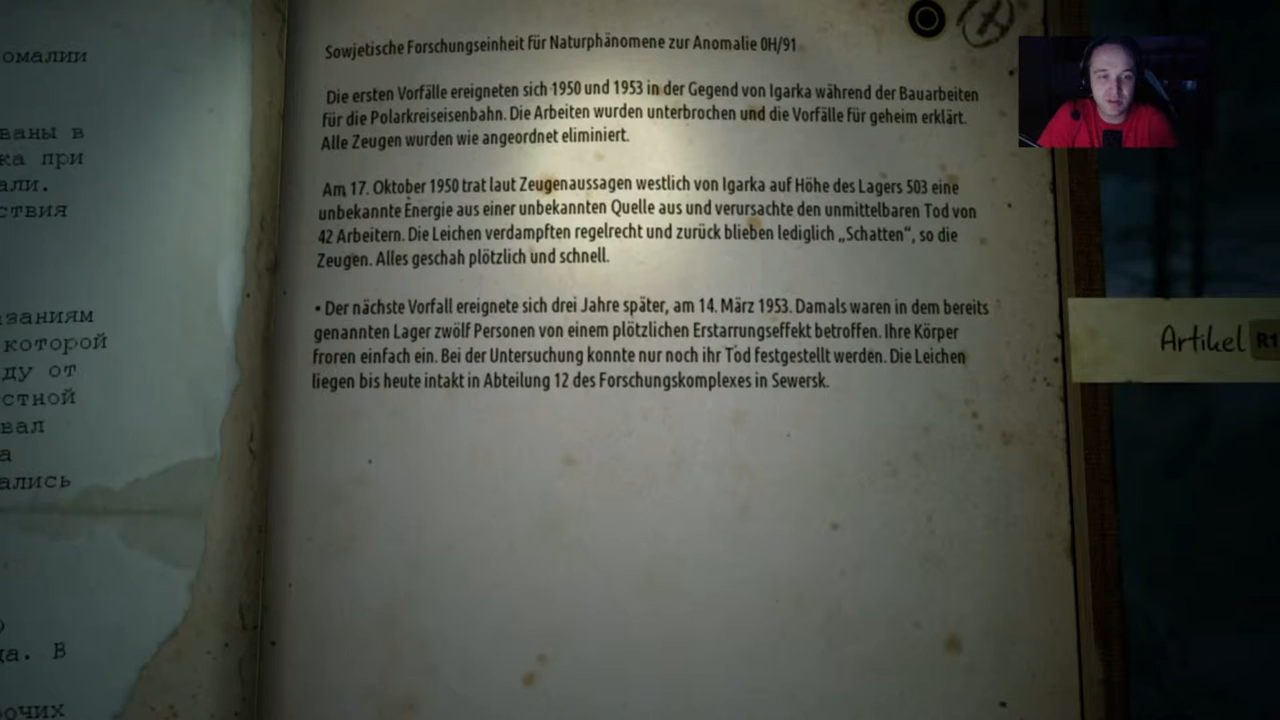 омалии
ваны в
ка при
али.
ствия
азаниям
которой
ду от
стной
вал
а
ались
да. В
очих
Sowjetische Forschungseinheit für Naturphänomene zur Anomalie 0H/91
Die ersten Vorfälle ereigneten sich 1950 und 1953 in der Gegend von Igarka während der Bauarbeiten
für die Polarkreiseisenbahn. Die Arbeiten wurden unterbrochen und die Vorfälle für geheim erklärt.
Alle Zeugen wurden wie angeordnet eliminiert.
Am 17. Oktober 1950 trat laut Zeugenaussagen westlich von Igarka auf Höhe des Lagers 503 eine
unbekannte Energie aus einer unbekannten Quelle aus und verursachte den unmittelbaren Tod von
42 Arbeitern. Die Leichen verdampften regelrecht und zurück blieben lediglich „Schatten“, so die
Zeugen. Alles geschah plötzlich und schnell.
• Der nächste Vorfall ereignete sich drei Jahre später, am 14. März 1953. Damals waren in dem bereits
genannten Lager zwölf Personen von einem plötzlichen Erstarrungseffekt betroffen. Ihre Körper
froren einfach ein. Bei der Untersuchung konnte nur noch ihr Tod festgestellt werden. Die Leichen
liegen bis heute intakt in Abteilung 12 des Forschungskomplexes in Sewersk.
Artikel R1